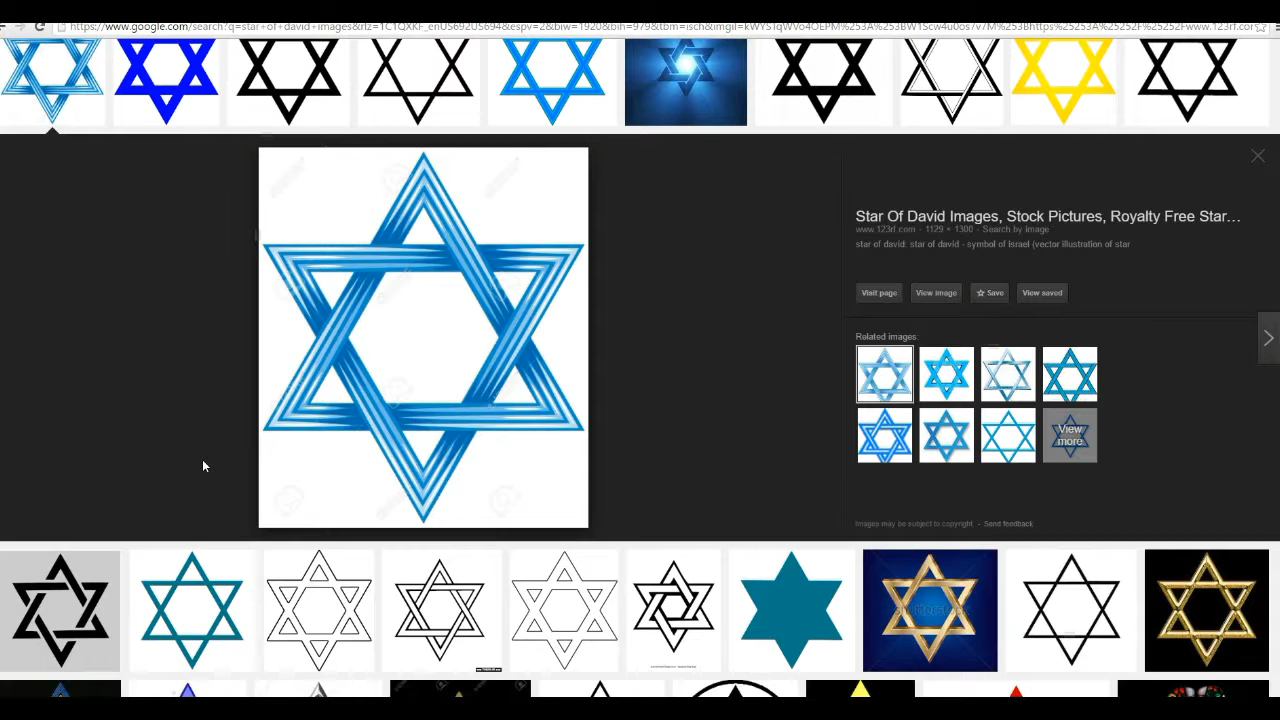 Star Of David Images, Stock Pictures, Royalty Free Star...
www.123rf.com - 1129 × 1300 - Search by image
star of david: star of david - symbol of israel (vector illustration of star
Visit page
View image
Save
View saved
Related images:
View
more
Images may be subject to copyright. - Send feedback